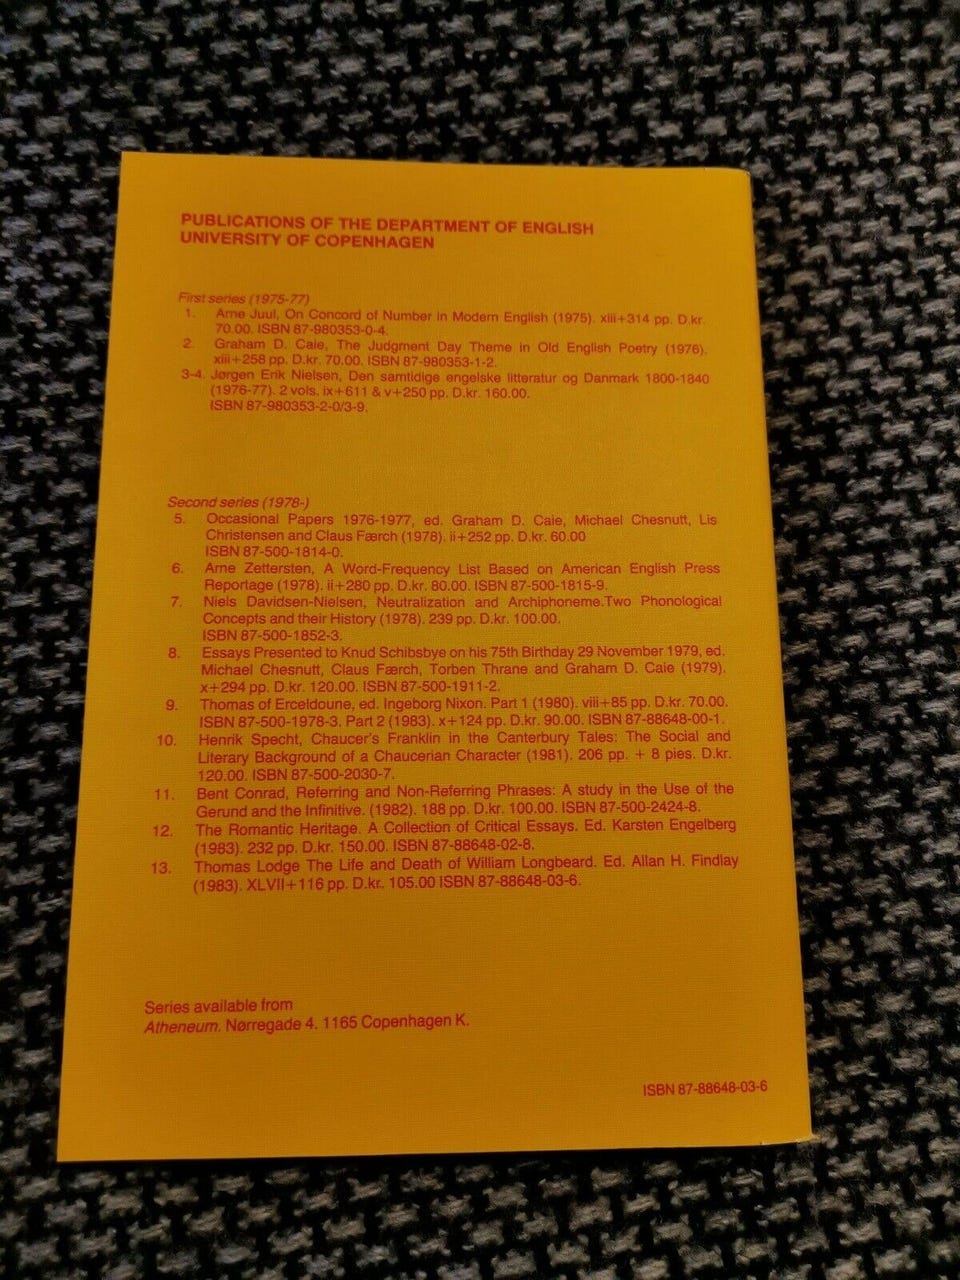 PUBLICATIONS OF THE DEPARTMENT OF ENGLISH
UNIVERSITY OF COPENHAGEN
First series (1975-77)
1. Arne Juul, On Concord of Number in Modern English (1975). xiii+314 pp. D.kr.
70.00. ISBN 87-980353-0-4.
2. Graham D. Caie, The Judgment Day Theme in Old English Poetry (1976).
xiii+258 pp. D.kr. 70.00. ISBN 87-980353-1-2.
3-4. Jørgen Erik Nielsen, Den samtidige engelske litteratur og Danmark 1800-1840
(1976-77). 2 vols. ix+611 & v+250 pp. D.kr. 160.00.
ISBN 87-980353-2-0/3-9.
Second series (1978-)
5. Occasional Papers 1976-1977, ed. Graham D. Caie, Michael Chesnutt, Lis
Christensen and Claus Færch (1978). ii+252 pp. D.kr. 60.00
ISBN 87-500-1814-0.
6. Arne Zettersten, A Word-Frequency List Based on American English Press
Reportage (1978). ii+280 pp. D.kr. 80.00. ISBN 87-500-1815-9.
7. Niels Davidsen-Nielsen, Neutralization and Archiphoneme.Two Phonological
Concepts and their History (1978). 239 pp. D.kr. 100.00.
ISBN 87-500-1852-3.
8. Essays Presented to Knud Schibsbye on his 75th Birthday 29 November 1979, ed.
Michael Chesnutt, Claus Færch, Torben Thrane and Graham D. Caie (1979).
x+294 pp. D.kr. 120.00. ISBN 87-500-1911-2.
9. Thomas of Erceldoune, ed. Ingeborg Nixon. Part 1 (1980). viii+85 pp. D.kr. 70.00.
ISBN 87-500-1978-3. Part 2 (1983). x+124 pp. D.kr. 90.00. ISBN 87-88648-00-1.
10. Henrik Specht, Chaucer's Franklin in the Canterbury Tales: The Social and
Literary Background of a Chaucerian Character (1981). 206 pp. + 8 pies. D.kr.
120.00. ISBN 87-500-2030-7.
11. Bent Conrad, Referring and Non-Referring Phrases: A study in the Use of the
Gerund and the Infinitive. (1982). 188 pp. D.kr. 100.00. ISBN 87-500-2424-8.
12. The Romantic Heritage. A Collection of Critical Essays. Ed. Karsten Engelberg
(1983). 232 pp. D.kr. 150.00. ISBN 87-88648-02-8.
13. Thomas Lodge The Life and Death of William Longbeard. Ed. Allan H. Findlay
(1983). XLVII+116 pp. D.kr. 105.00 ISBN 87-88648-03-6.
Series available from
Atheneum. Nørregade 4. 1165 Copenhagen K.
ISBN 87-88648-03-6